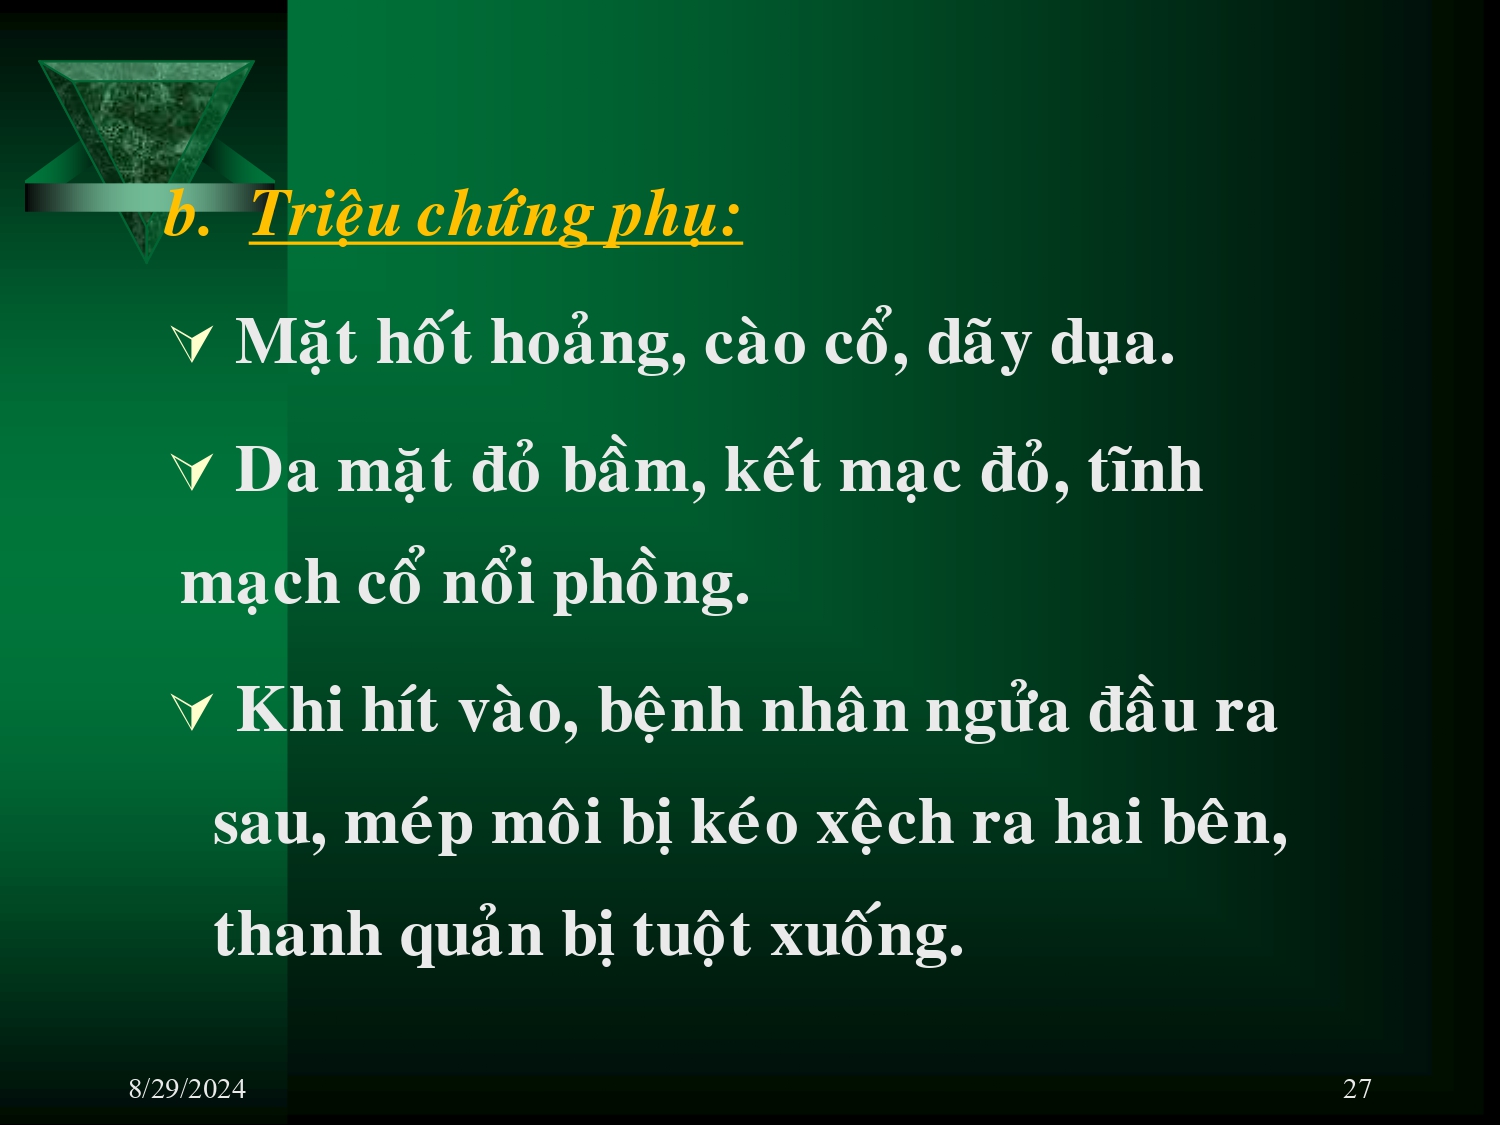 b. Triệu chứng phụ:
Mặt hốt hoảng, cào cổ, dãy dụa.
Da mặt đỏ bầm, kết mạc đỏ, tĩnh
mạch cổ nổi phồng.
Khi hít vào, bệnh nhân ngửa đầu ra
sau, mép môi bị kéo xệch ra hai bên,
thanh quản bị tuột xuống.
8/29/2024
27